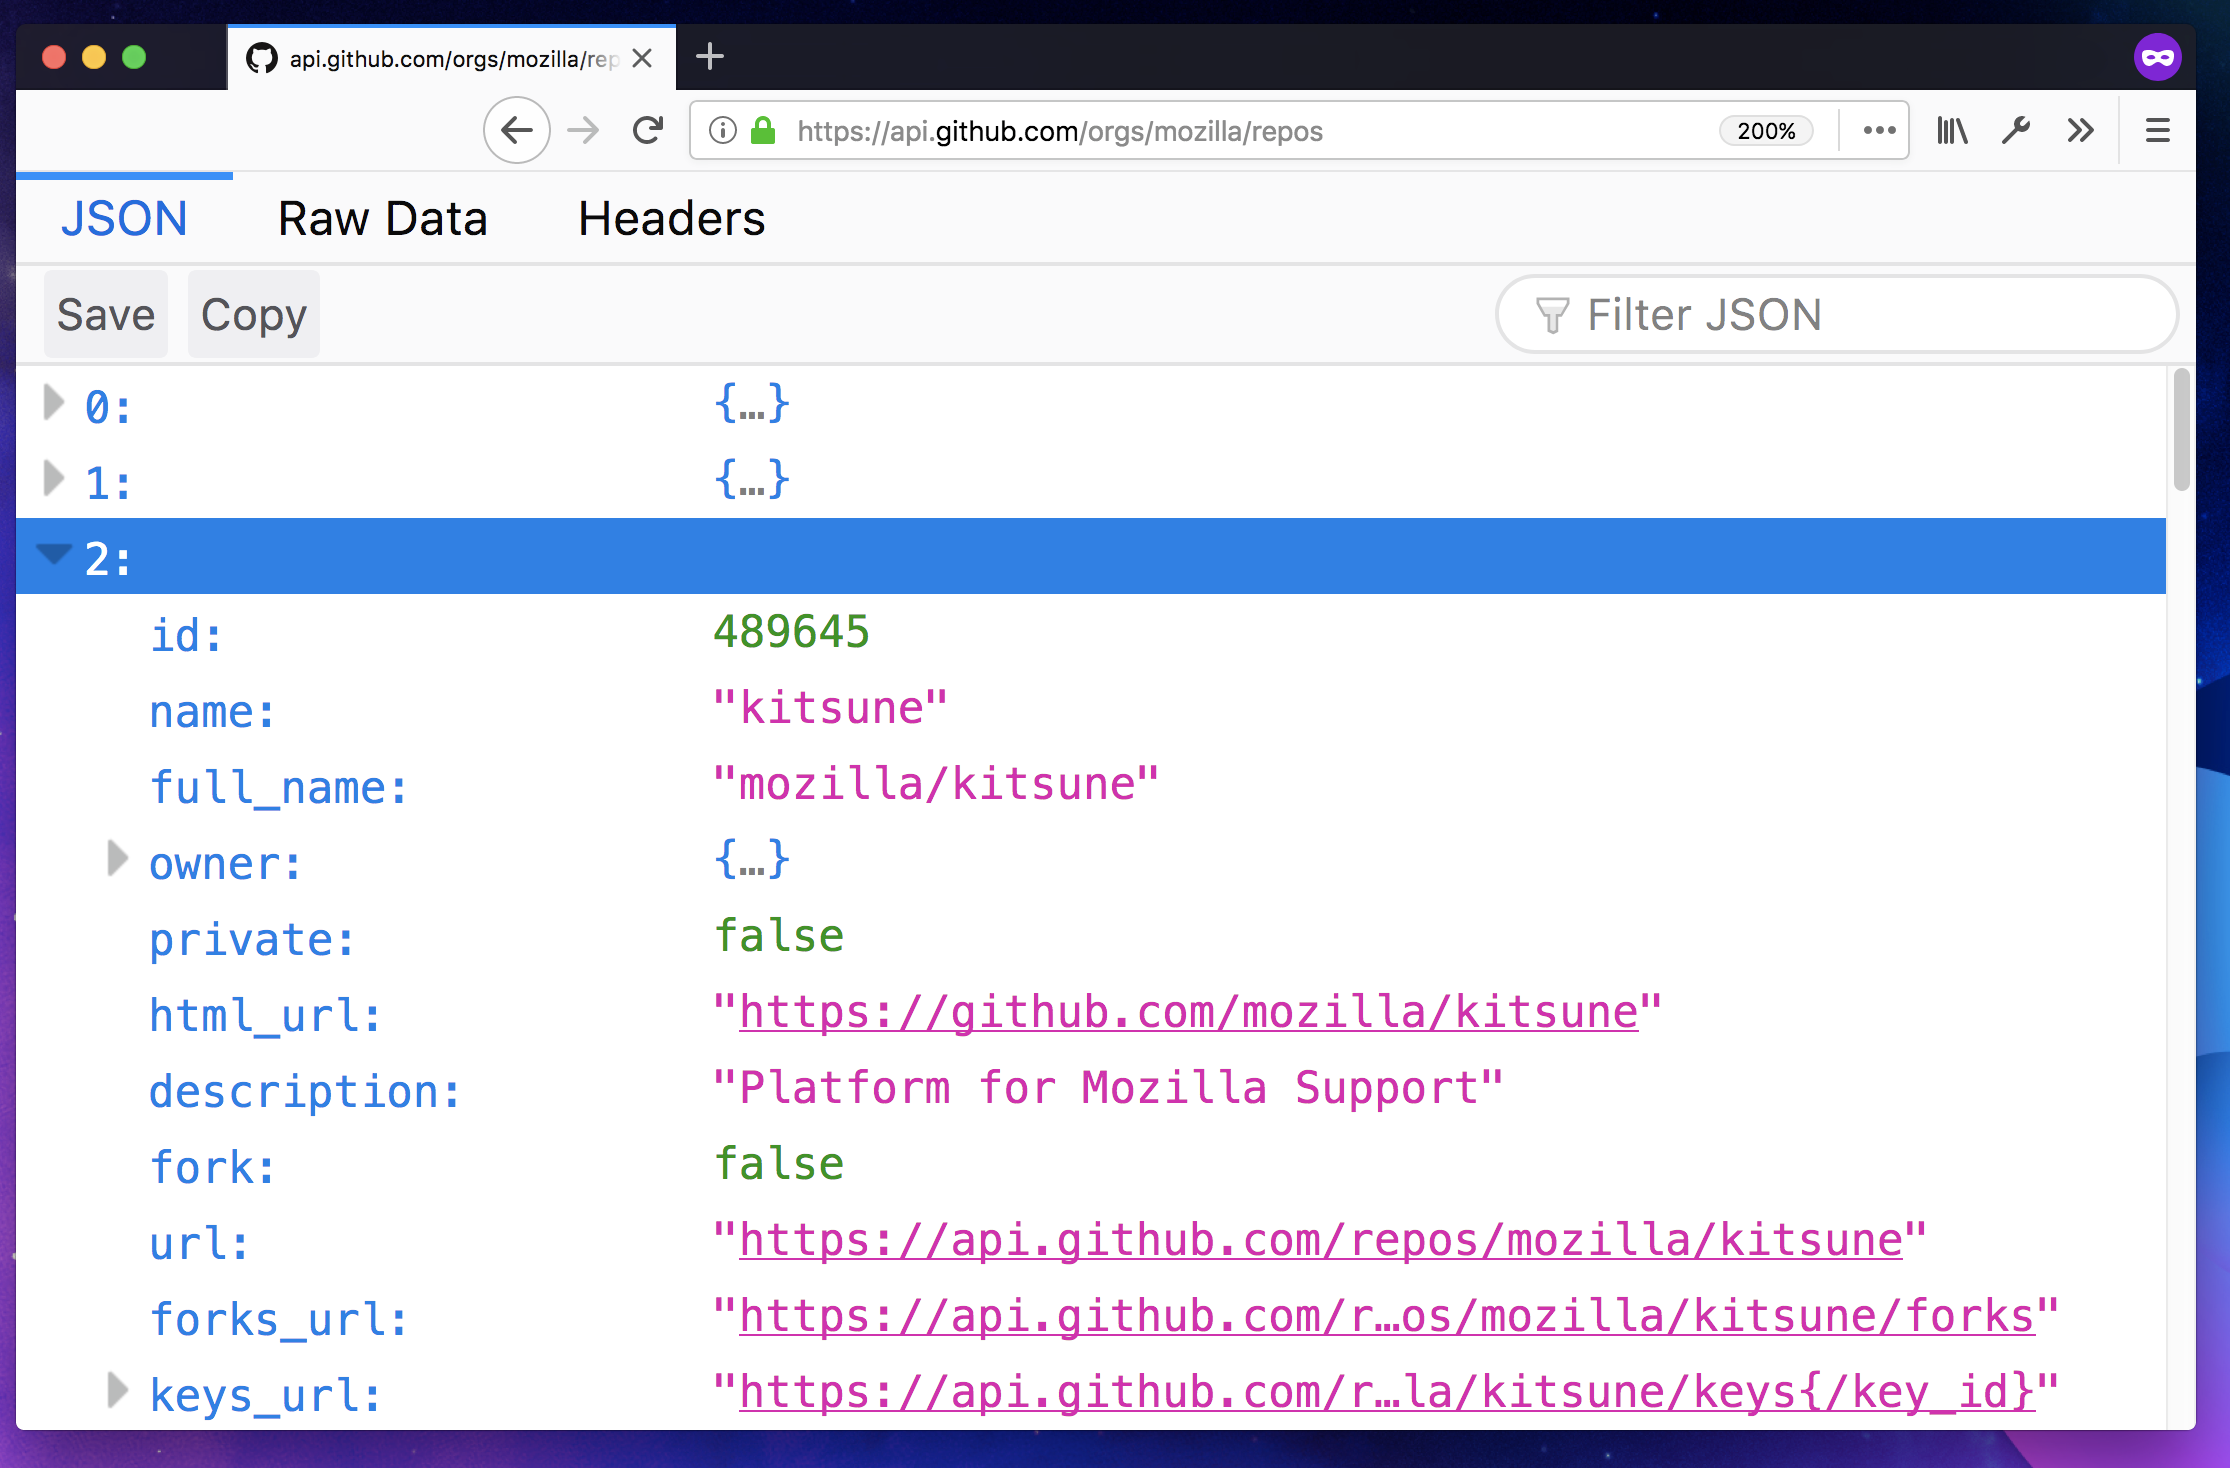 api.github.com/orgs/mozilla/rep
https://api.github.com/orgs/mozilla/repos 200%
JSON Raw Data Headers
Save Copy Filter JSON
0: {…}
1: {…}
2:
id: 489645
name: "kitsune"
full_name: "mozilla/kitsune"
owner: {…}
private: false
html_url: "https://github.com/mozilla/kitsune"
description: "Platform for Mozilla Support"
fork: false
url: "https://api.github.com/repos/mozilla/kitsune"
forks_url: "https://api.github.com/r…os/mozilla/kitsune/forks"
keys_url: "https://api.github.com/r…la/kitsune/keys{/key_id}"